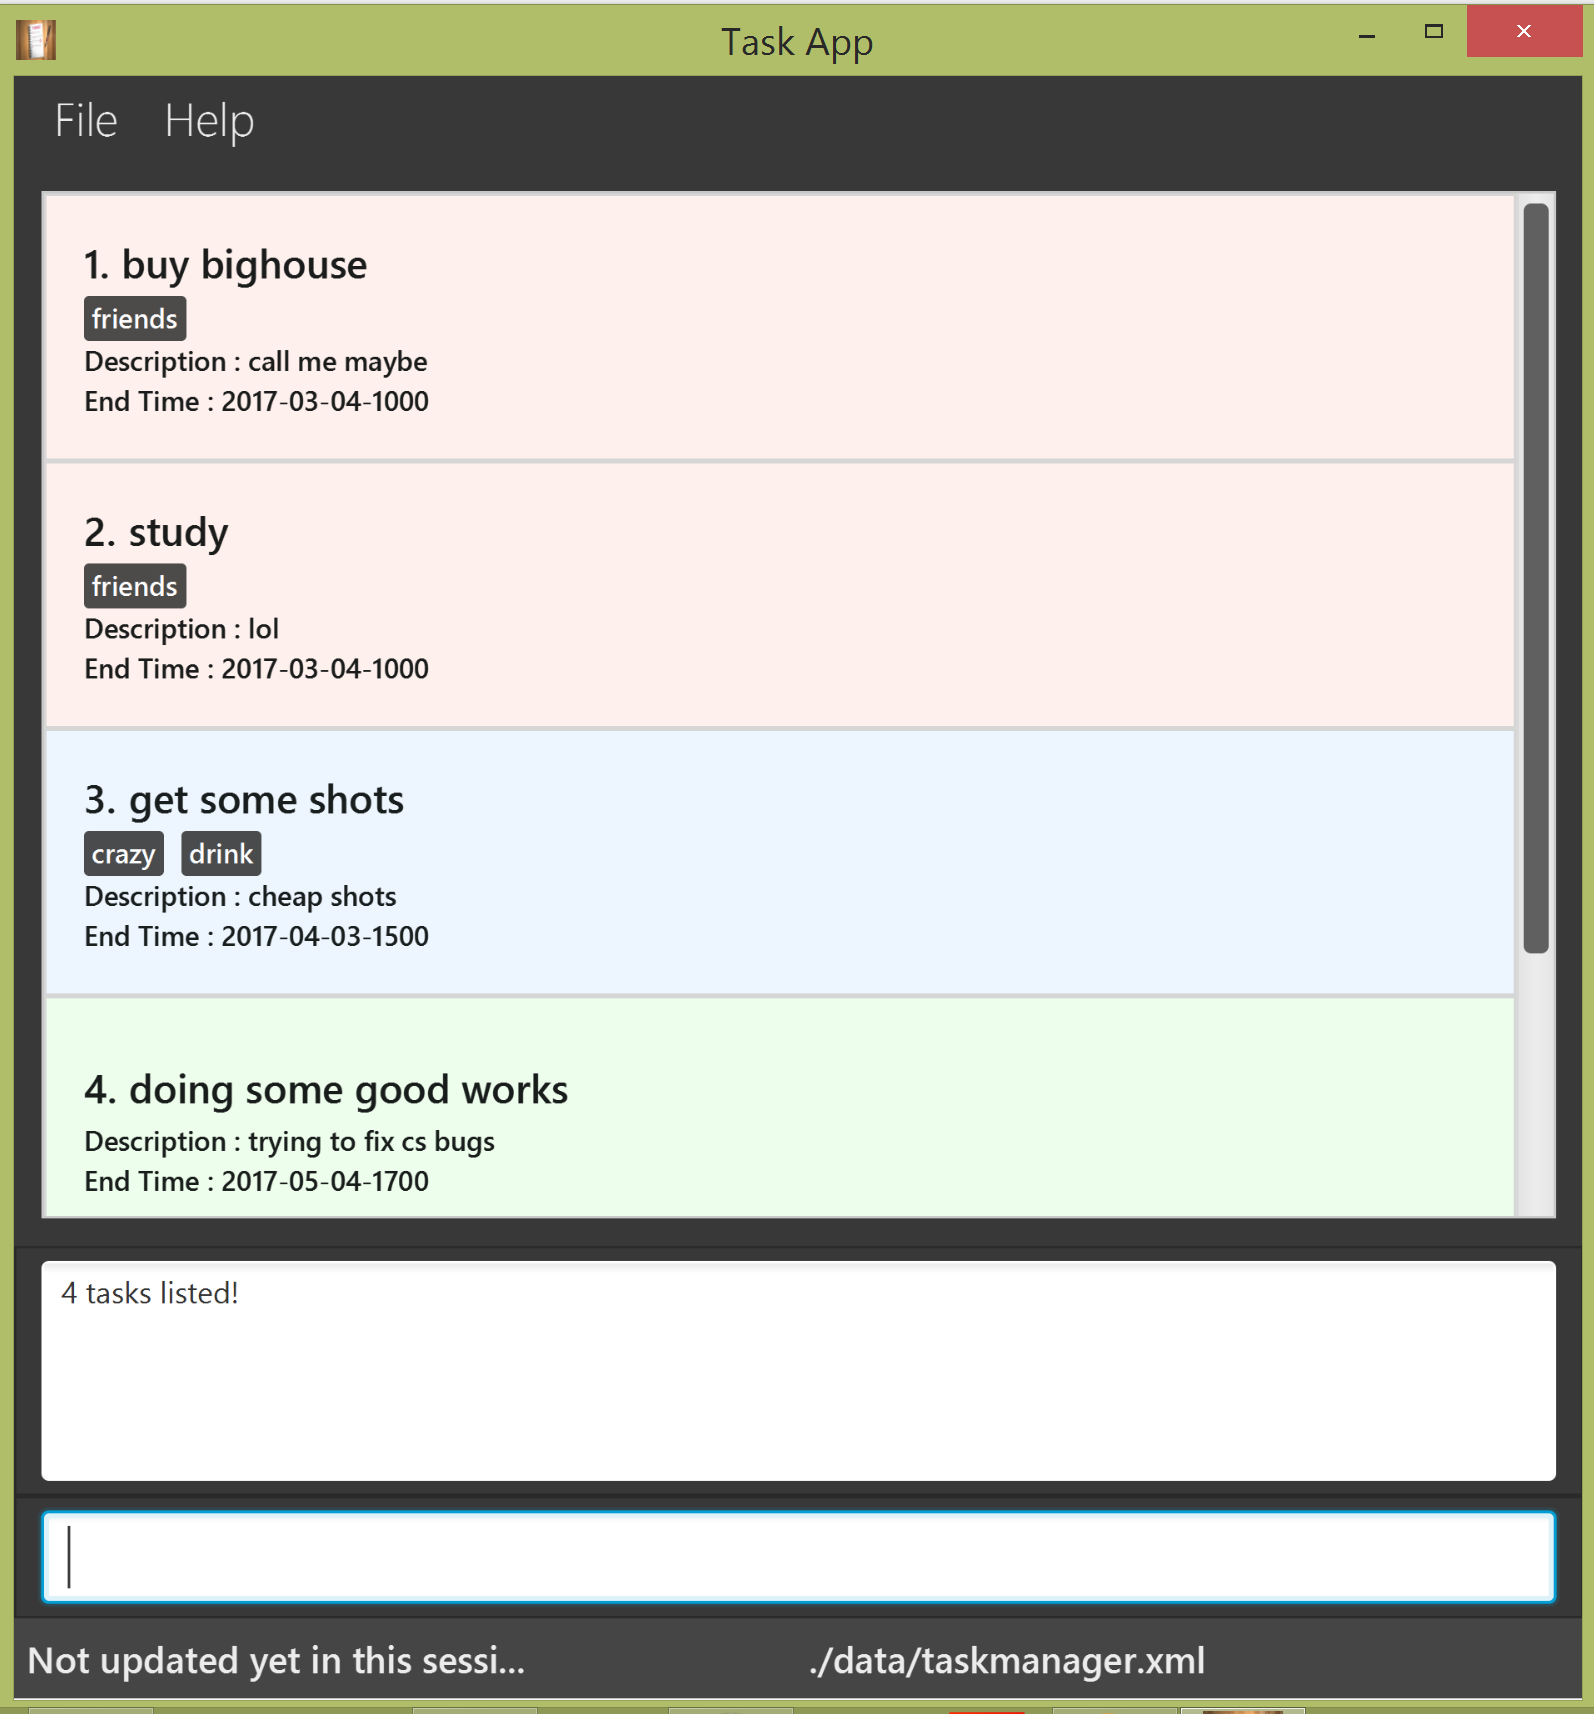 Task App
File Help
1. buy bighouse
friends
Description : call me maybe
End Time : 2017-03-04-1000
2. study
friends
Description : lol
End Time : 2017-03-04-1000
3. get some shots
crazy drink
Description : cheap shots
End Time : 2017-04-03-1500
4. doing some good works
Description : trying to fix cs bugs
End Time : 2017-05-04-1700
4 tasks listed!
Not updated yet in this sessi... ./data/taskmanager.xml